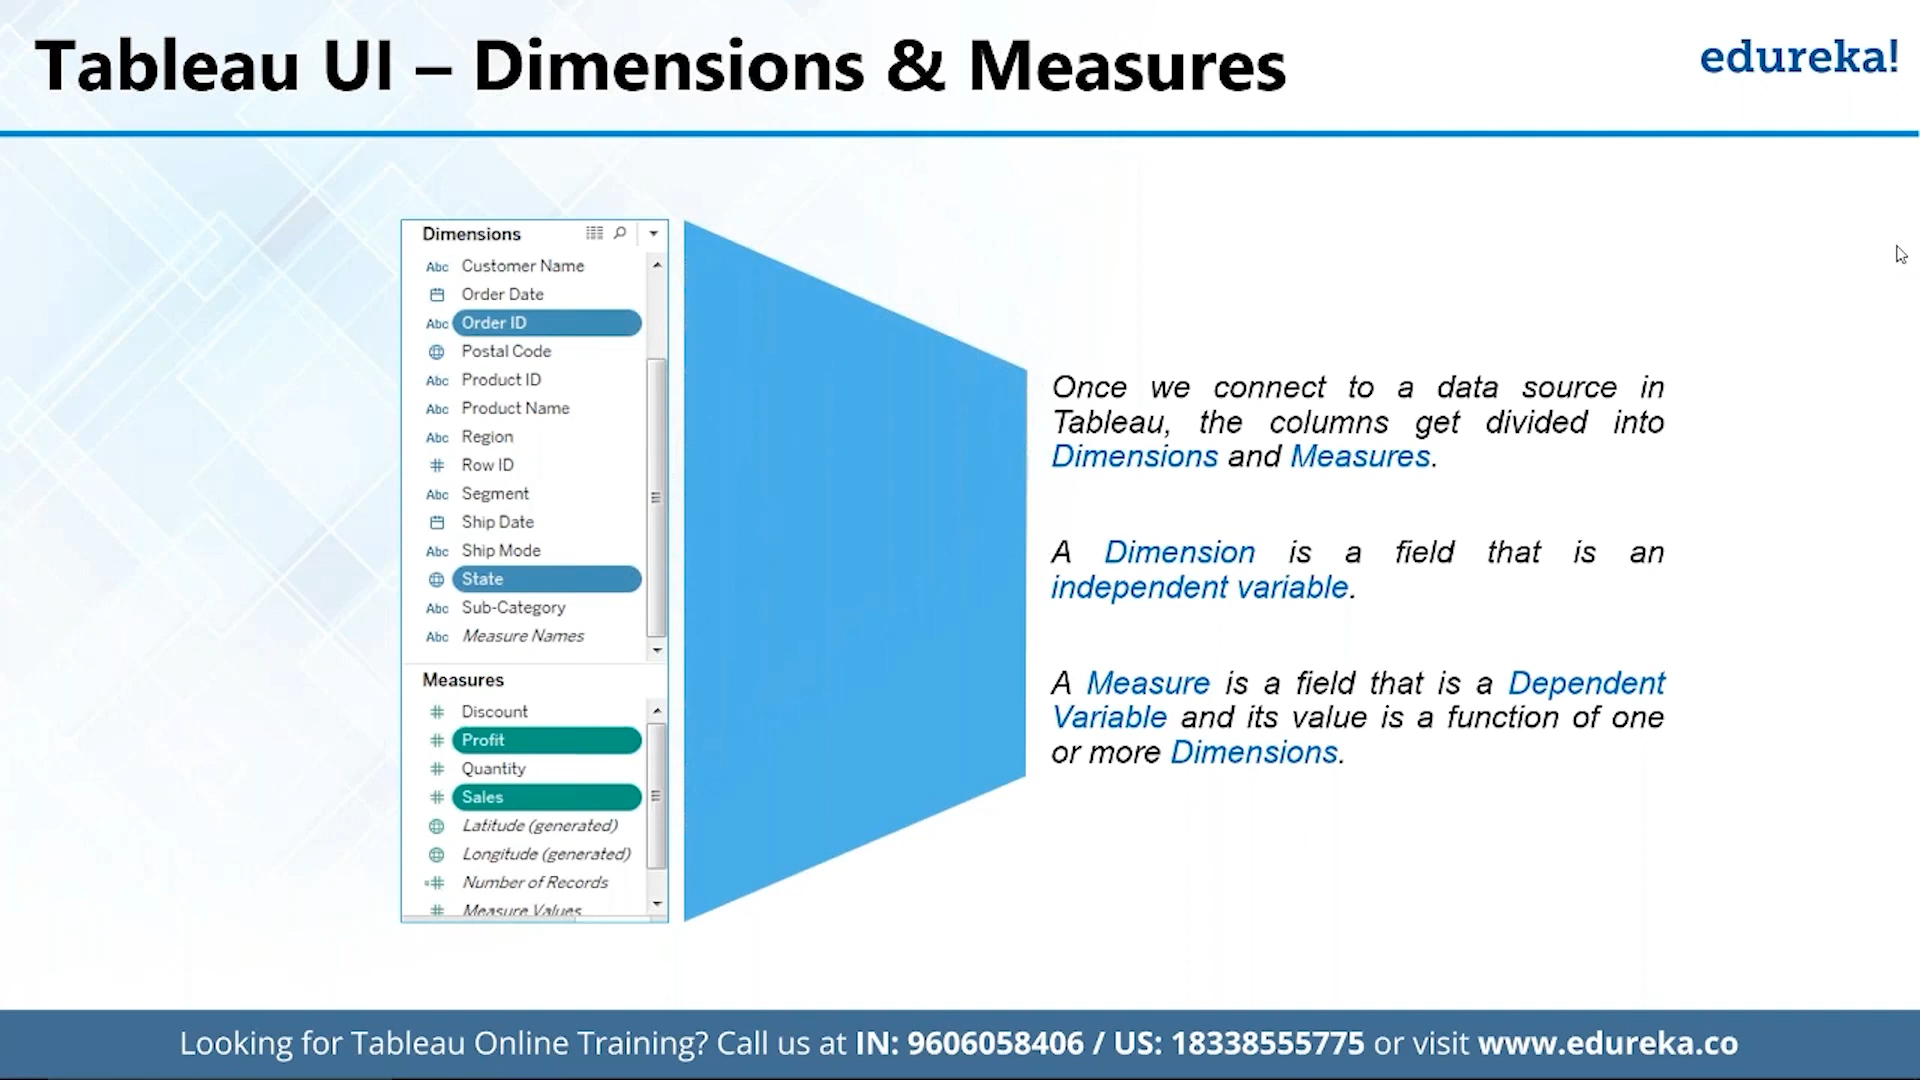 Tableau UI – Dimensions & Measures
edureka!
Dimensions
Abc Customer Name
Order Date
Abc Order ID
Postal Code
Abc Product ID
Abc Product Name
Abc Region
# Row ID
Abc Segment
Ship Date
Abc Ship Mode
State
Abc Sub-Category
Abc Measure Names
Measures
# Discount
# Profit
# Quantity
# Sales
Latitude (generated)
Longitude (generated)
=# Number of Records
# Measure Values
Once we connect to a data source in
Tableau, the columns get divided into
Dimensions and Measures.
A Dimension is a field that is an
independent variable.
A Measure is a field that is a Dependent
Variable and its value is a function of one
or more Dimensions.
Looking for Tableau Online Training? Call us at IN: 9606058406 / US: 18338555775 or visit www.edureka.co